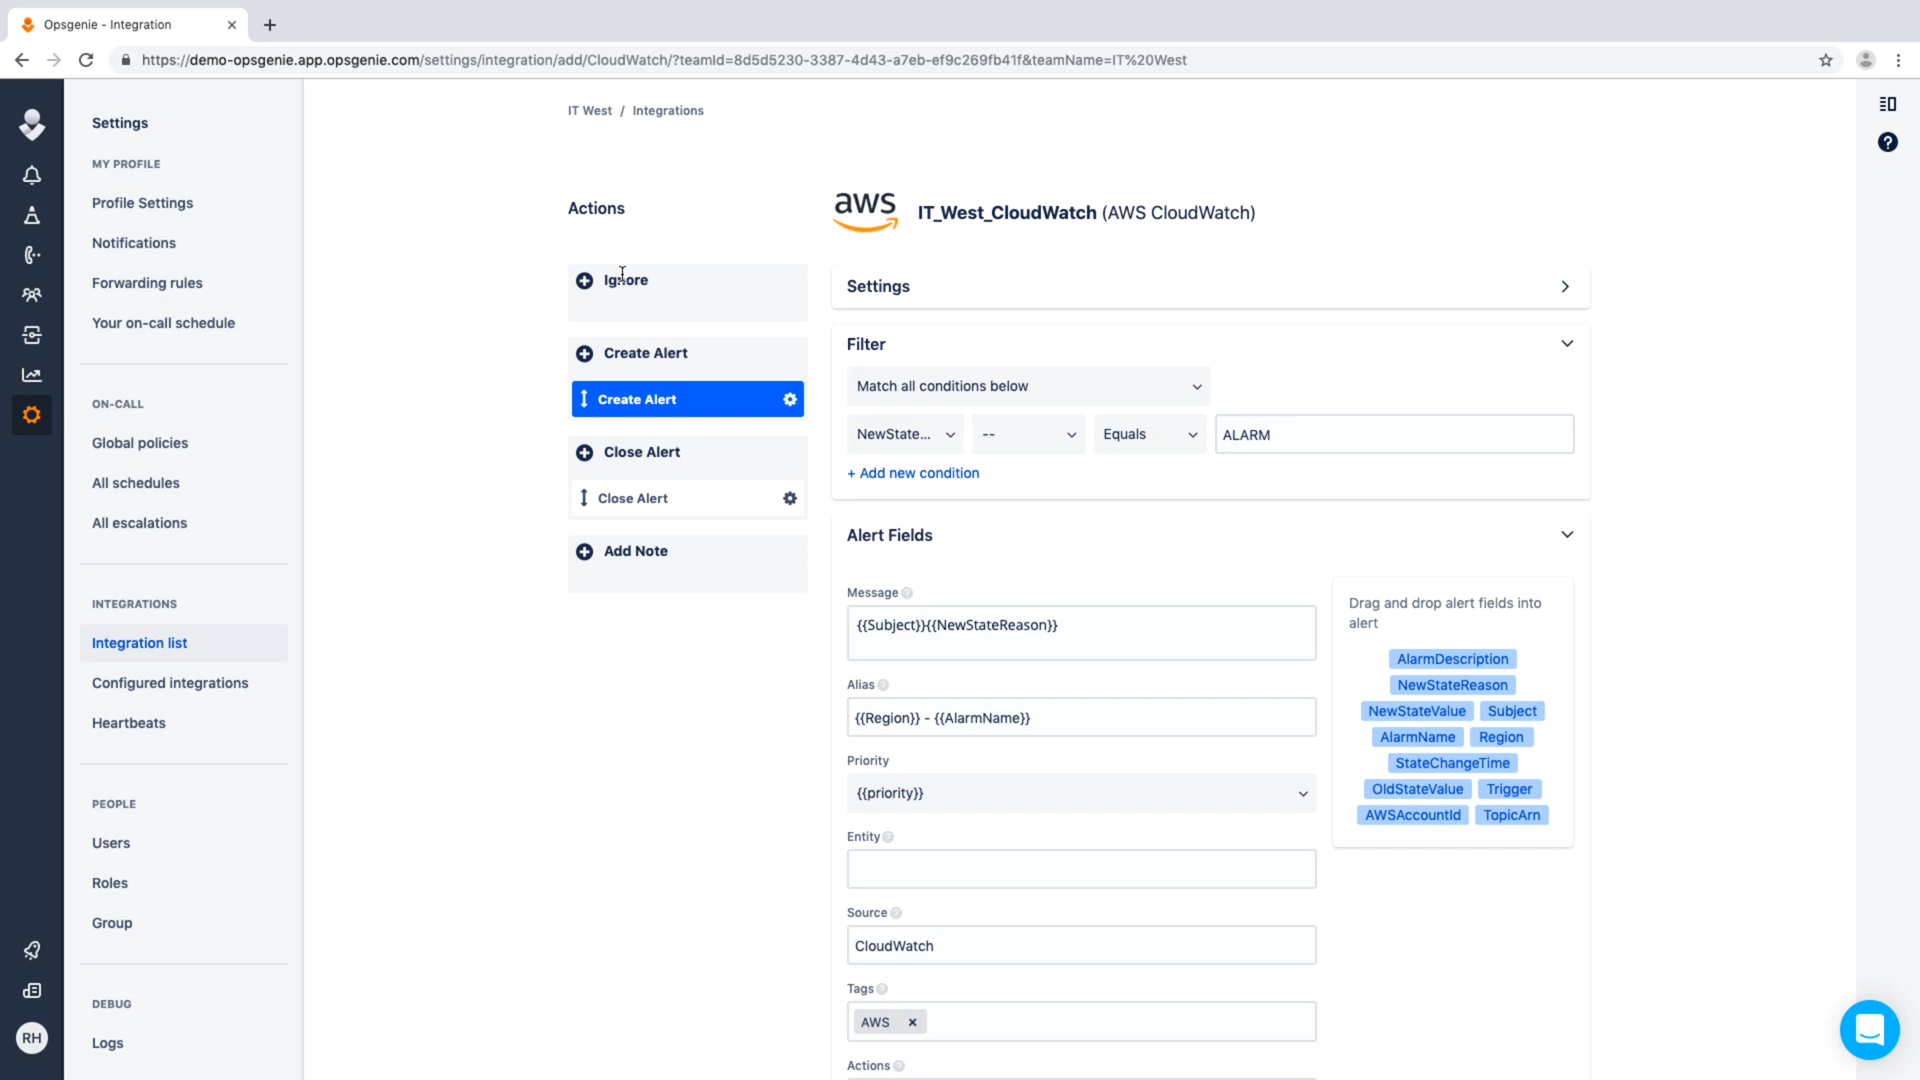 Opsgenie - Integration
https://demo-opsgenie.app.opsgenie.com/settings/integration/add/CloudWatch/?teamId=8d5d5230-3387-4d43-a7eb-ef9c269fb41f&teamName=IT%20West
Settings
MY PROFILE
Profile Settings
Notifications
Forwarding rules
Your on-call schedule
ON-CALL
Global policies
All schedules
All escalations
INTEGRATIONS
Integration list
Configured integrations
Heartbeats
PEOPLE
Users
Roles
Group
DEBUG
Logs
RH
IT West / Integrations
Actions
Ignore
Create Alert
Create Alert
Close Alert
Close Alert
Add Note
aws IT_West_CloudWatch (AWS CloudWatch)
Settings
Filter
Match all conditions below
NewState... -- Equals ALARM
+ Add new condition
Alert Fields
Message
{{Subject}}{{NewStateReason}}
Alias
{{Region}} - {{AlarmName}}
Priority
{{priority}}
Entity
Source
CloudWatch
Tags
AWS
Actions
Drag and drop alert fields into
alert
AlarmDescription
NewStateReason
NewStateValue Subject
AlarmName Region
StateChangeTime
OldStateValue Trigger
AWSAccountId TopicArn